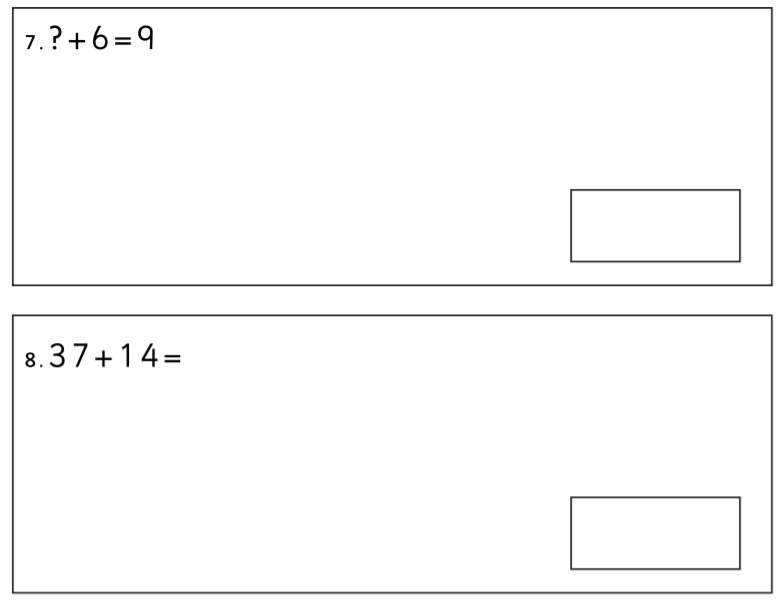 7. ? + 6 = 9
8. 37 + 14 =